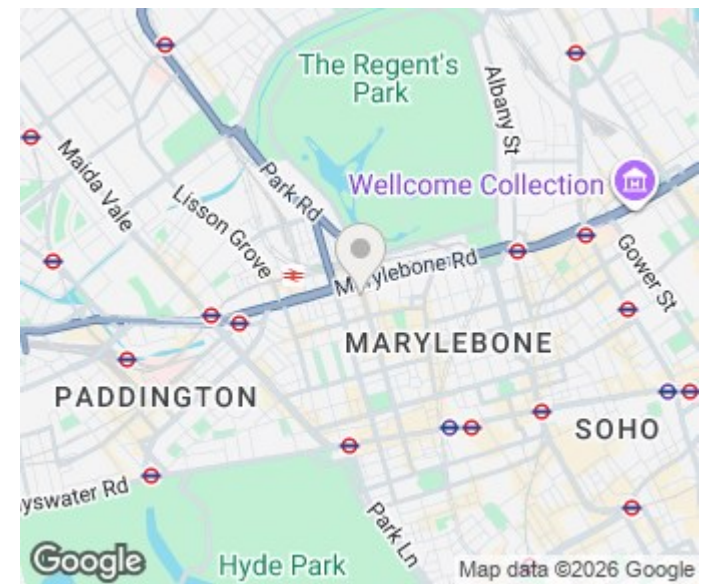 The Regent's
Park
Albany St
Maida Vale
Wellcome Collection
Park Rd
Lisson Grove
Marylebone Rd
Gower St
MARYLEBONE
PADDINGTON
SOHO
yswater Rd
Park Ln
Google
Hyde Park
Map data ©2026 Google